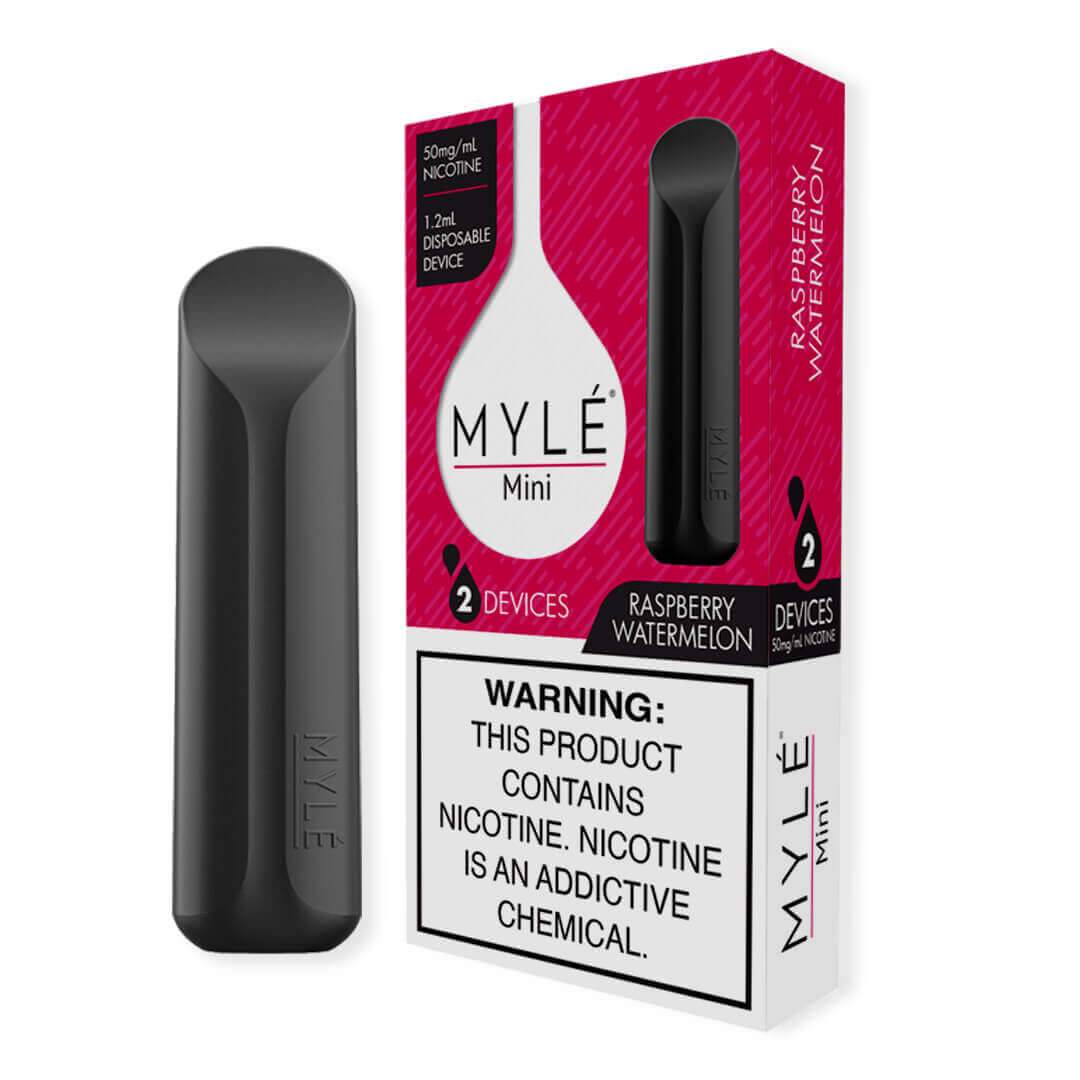 50mg/mL
NICOTINE
1.2mL
DISPOSABLE
DEVICE
MYLÉ®
Mini
2 DEVICES
RASPBERRY
WATERMELON
MYLÉ
WARNING:
THIS PRODUCT
CONTAINS
NICOTINE. NICOTINE
IS AN ADDICTIVE
CHEMICAL.
RASPBERRY
WATERMELON
2
DEVICES
50mg/mL NICOTINE
MYLÉ®
Mini
MYLÉ